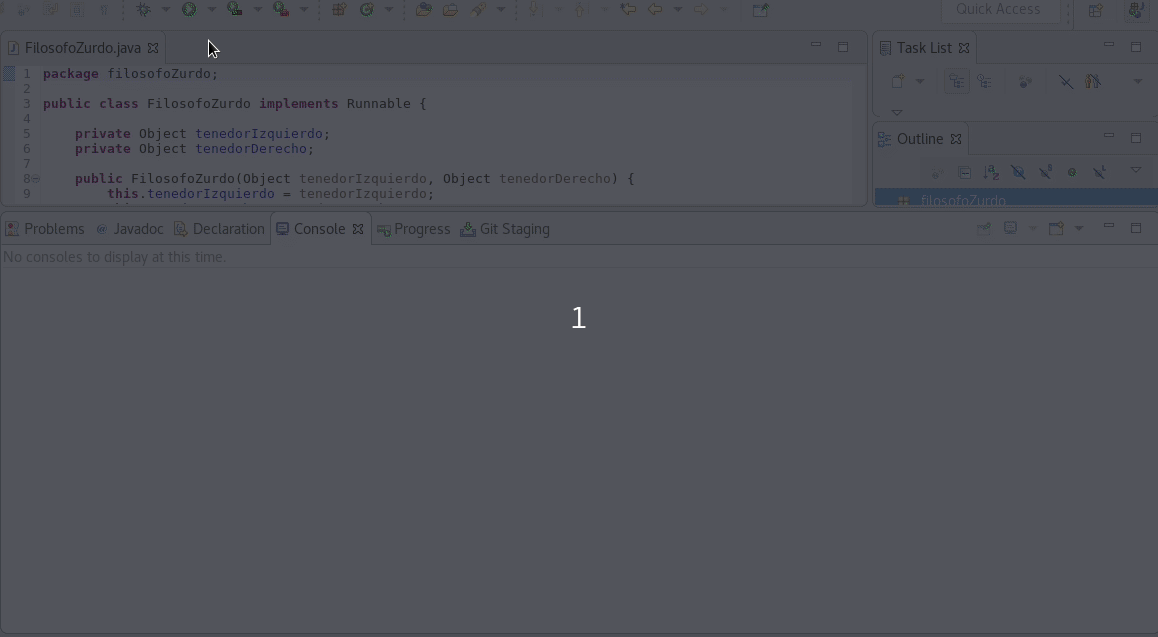 Quick Access
FilosofoZurdo.java
Task List
1 package filosofoZurdo;
2
3 public class FilosofoZurdo implements Runnable {
4
5 private Object tenedorIzquierdo;
6 private Object tenedorDerecho;
7
8 public FilosofoZurdo(Object tenedorIzquierdo, Object tenedorDerecho) {
9 this.tenedorIzquierdo = tenedorIzquierdo;
Outline
filosofoZurdo
Problems @ Javadoc Declaration Console Progress Git Staging
No consoles to display at this time.
1